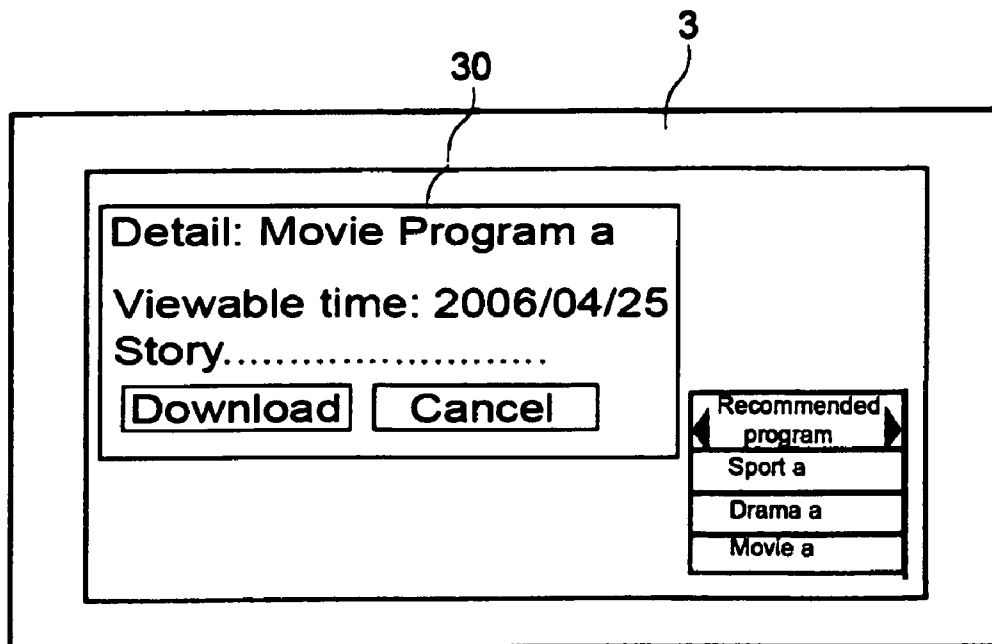 3
30
Detail: Movie Program a
Viewable time: 2006/04/25
Story........................
Download Cancel
Recommended
program
Sport a
Drama a
Movie a